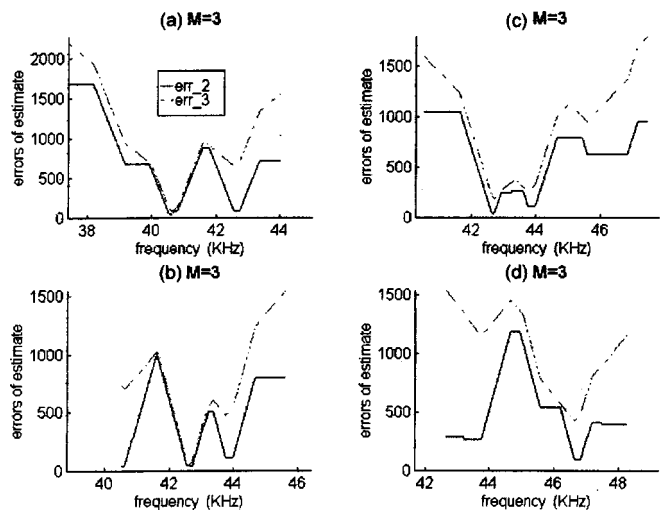 (a) M=3
errors of estimate
2000
1500
1000
500
0
err_2
err_3
38
40
42
44
frequency (KHz)
(c) M=3
errors of estimate
1500
1000
500
0
42
44
46
frequency (KHz)
(b) M=3
errors of estimate
1500
1000
500
0
40
42
44
46
frequency (KHz)
(d) M=3
errors of estimate
1500
1000
500
0
42
44
46
48
frequency (KHz)